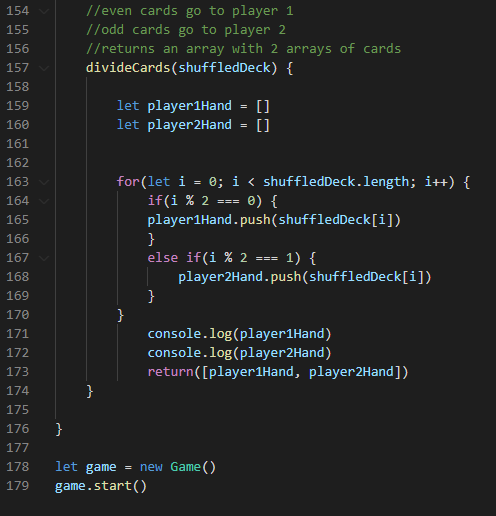 154 //even cards go to player 1
155 //odd cards go to player 2
156 //returns an array with 2 arrays of cards
157 divideCards(shuffledDeck) {
158
159 let player1Hand = []
160 let player2Hand = []
161
162
163 for(let i = 0; i < shuffledDeck.length; i++) {
164 if(i % 2 === 0) {
165 player1Hand.push(shuffledDeck[i])
166 }
167 else if(i % 2 === 1) {
168 player2Hand.push(shuffledDeck[i])
169 }
170 }
171 console.log(player1Hand)
172 console.log(player2Hand)
173 return([player1Hand, player2Hand])
174 }
175
176 }
177
178 let game = new Game()
179 game.start()